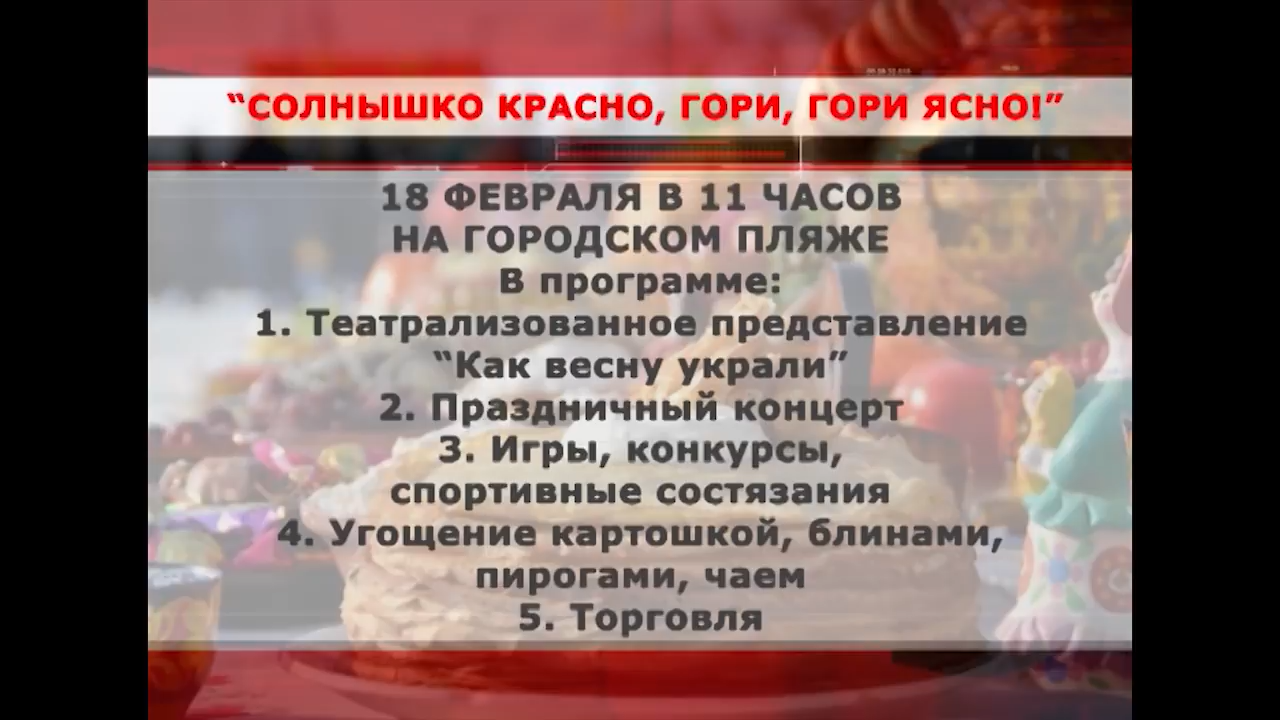 “СОЛНЫШКО КРАСНО, ГОРИ, ГОРИ ЯСНО!”
18 ФЕВРАЛЯ В 11 ЧАСОВ
НА ГОРОДСКОМ ПЛЯЖЕ
В программе:
1. Театрализованное представление
“Как весну украли”
2. Праздничный концерт
3. Игры, конкурсы,
спортивные состязания
4. Угощение картошкой, блинами,
пирогами, чаем
5. Торговля